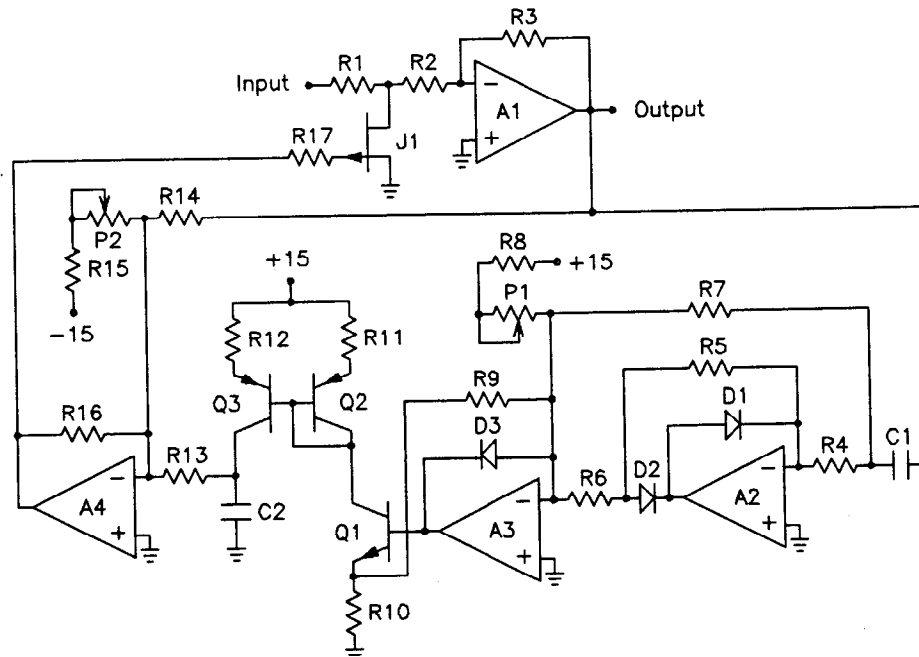 R3
R1
R2
Input
A1
Output
R17
J1
R14
P2
R15
-15
+15
R8
+15
P1
R7
R12
R11
R5
Q3
Q2
R9
D1
R16
D3
R4
C1
R13
R6
D2
A4
C2
Q1
A3
A2
R10